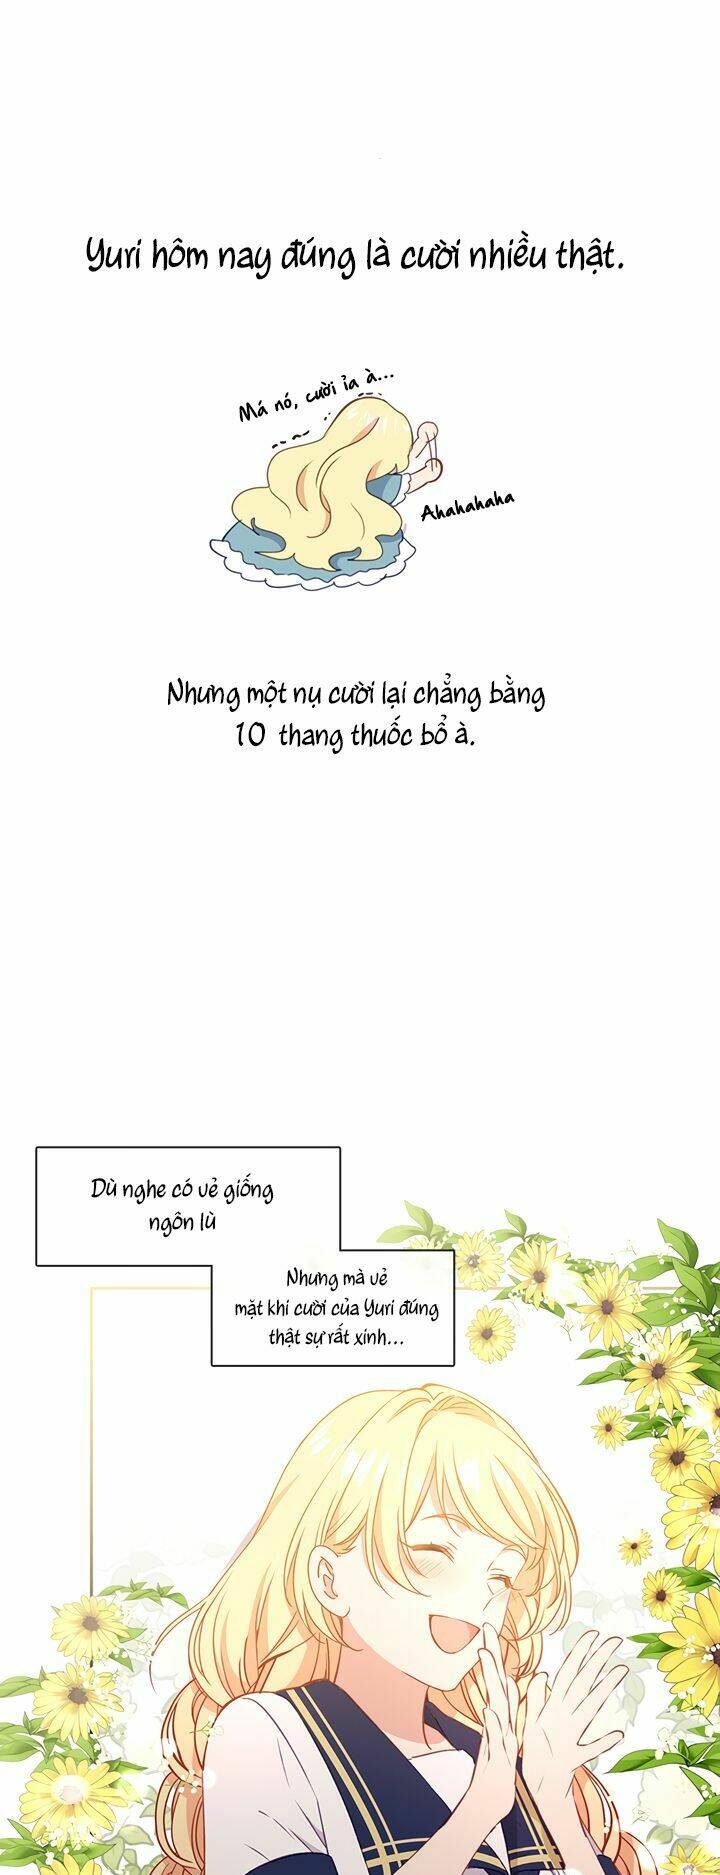 Yuri hôm nay đúng là cười nhiều thật.
Má nó, cười ỉa à...
Ahahahaha
Nhưng một nụ cười lại chẳng bằng
10 thang thuốc bổ à.
Dù nghe có vẻ giống
ngôn lù
Nhưng mà vẻ
mặt khi cười của Yuri đúng
thật sự rất xinh...